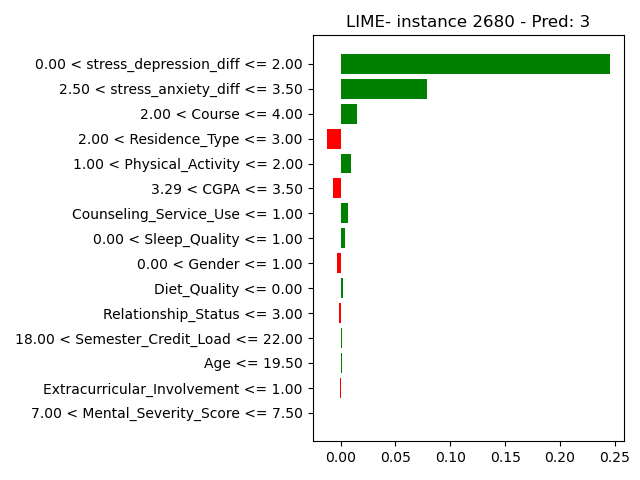 LIME- instance 2680 - Pred: 3
0.00 < stress_depression_diff <= 2.00
2.50 < stress_anxiety_diff <= 3.50
2.00 < Course <= 4.00
2.00 < Residence_Type <= 3.00
1.00 < Physical_Activity <= 2.00
3.29 < CGPA <= 3.50
Counseling_Service_Use <= 1.00
0.00 < Sleep_Quality <= 1.00
0.00 < Gender <= 1.00
Diet_Quality <= 0.00
Relationship_Status <= 3.00
18.00 < Semester_Credit_Load <= 22.00
Age <= 19.50
Extracurricular_Involvement <= 1.00
7.00 < Mental_Severity_Score <= 7.50
0.00 0.05 0.10 0.15 0.20 0.25